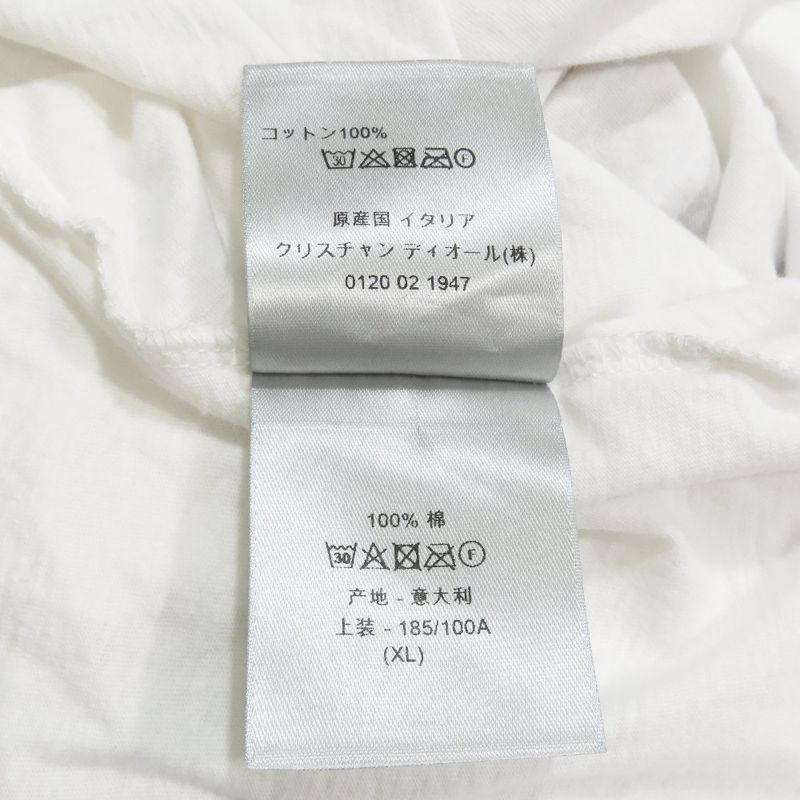 コットン100%
30 F
原産国 イタリア
クリスチャン ディオール(株)
0120 02 1947
100% 棉
30 F
产地 - 意大利
上装 - 185/100A
(XL)